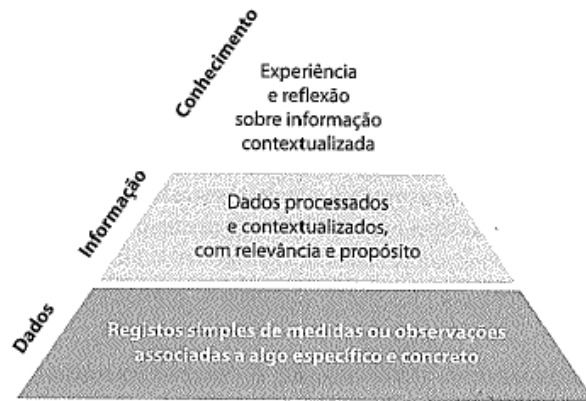 Conhecimento
Experiência
e reflexão
sobre informação
contextualizada
Informação
Dados processados
e contextualizados,
com relevância e propósito
Dados
Registos simples de medidas ou observações
associadas a algo específico e concreto